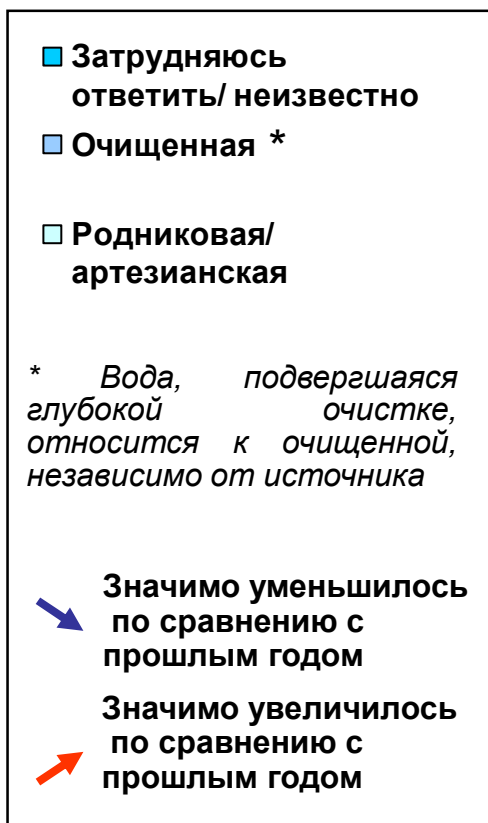 Затрудняюсь
ответить/ неизвестно
Очищенная *
Родниковая/
артезианская
* Вода, подвергшаяся
глубокой очистке,
относится к очищенной,
независимо от источника
Значимо уменьшилось
по сравнению с
прошлым годом
Значимо увеличилось
по сравнению с
прошлым годом